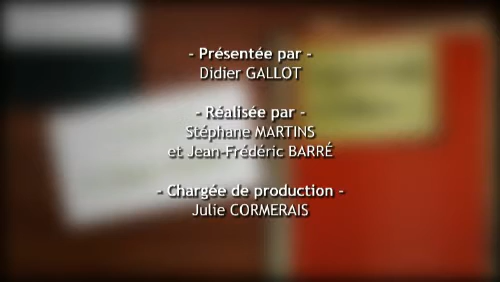 - Présentée par -
Didier GALLOT
- Réalisée par -
Stéphane MARTINS
et Jean-Frédéric BARRÉ
- Chargée de production -
Julie CORMERAIS